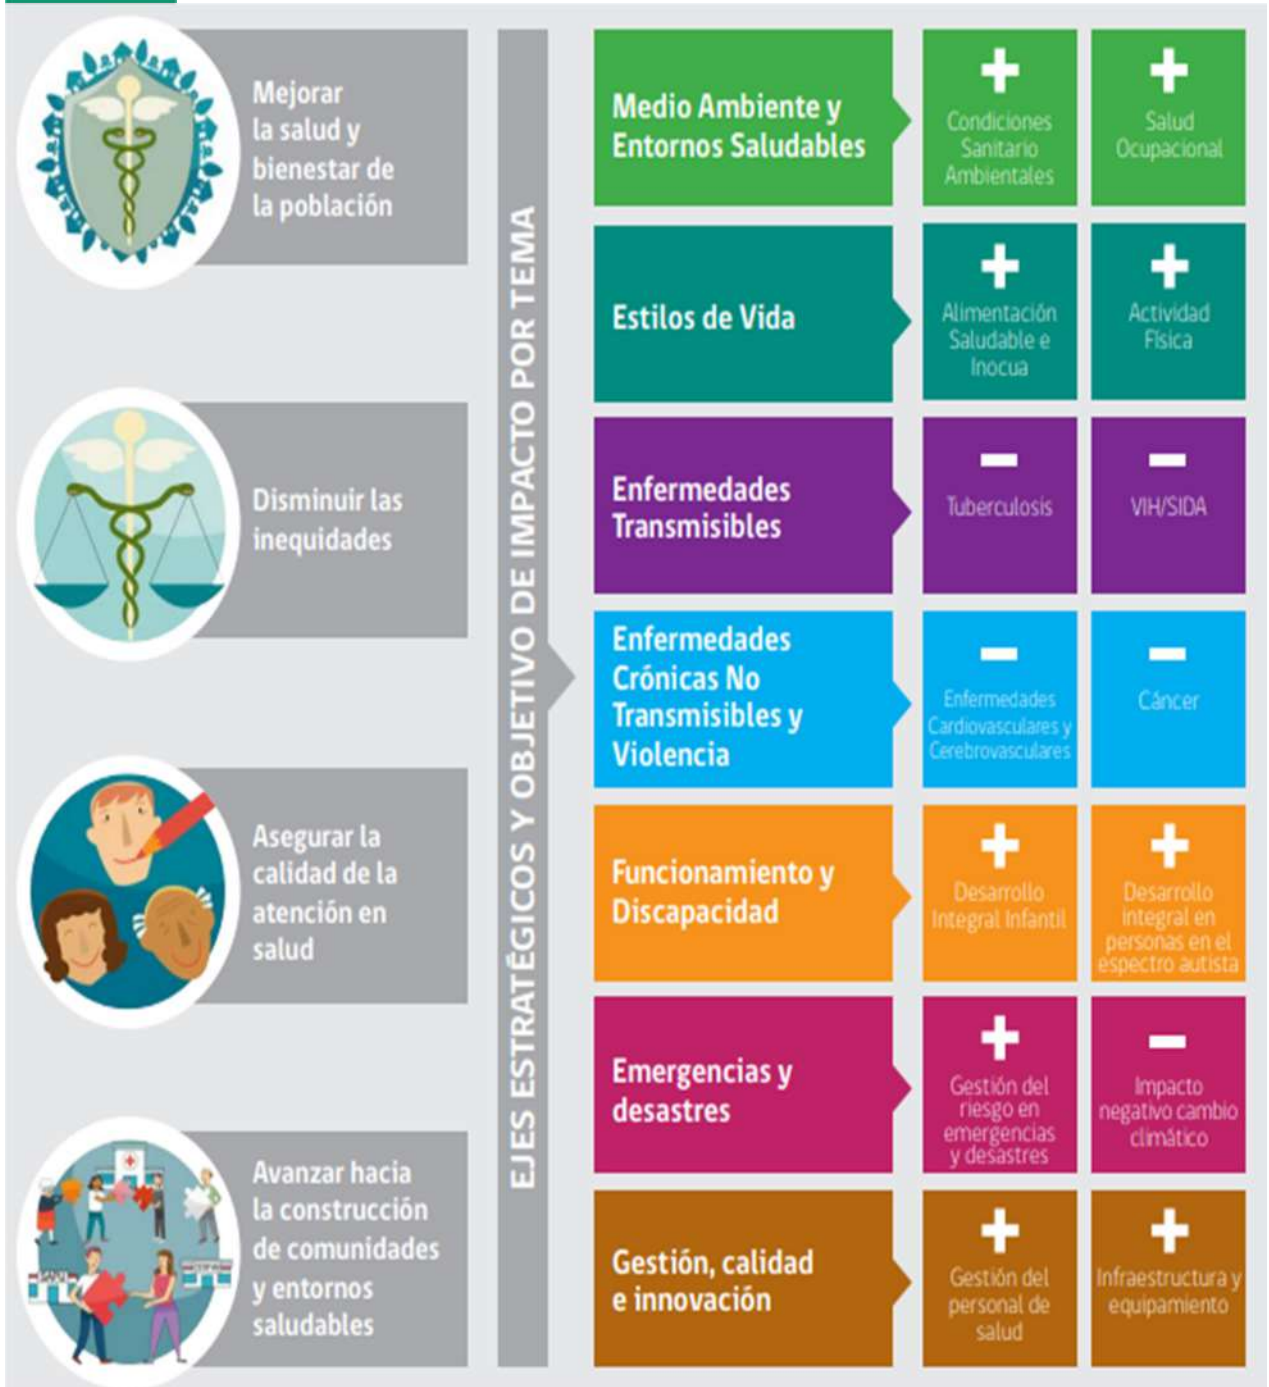 Mejorar
la salud y
bienestar de
la población
Disminuir las
inequidades
Asegurar la
calidad de la
atención en
salud
Avanzar hacia
la construcción
de comunidades
y entornos
saludables
EJES ESTRATÉGICOS Y OBJETIVO DE IMPACTO POR TEMA
Medio Ambiente y
Entornos Saludables
+
Condiciones
Sanitario
Ambientales
+
Salud
Ocupacional
Estilos de Vida
+
Alimentación
Saludable e
Inocua
+
Actividad
Física
Enfermedades
Transmisibles
–
Tuberculosis
–
VIH/SIDA
Enfermedades
Crónicas No
Transmisibles y
Violencia
–
Enfermedades
Cardiovasculares y
Cerebrovasculares
–
Cáncer
Funcionamiento y
Discapacidad
+
Desarrollo
Integral Infantil
+
Desarrollo
integral en
personas en el
espectro autista
Emergencias y
desastres
+
Gestión del
riesgo en
emergencias
y desastres
–
Impacto
negativo cambio
climático
Gestión, calidad
e innovación
+
Gestión del
personal de
salud
+
Infraestructura y
equipamiento